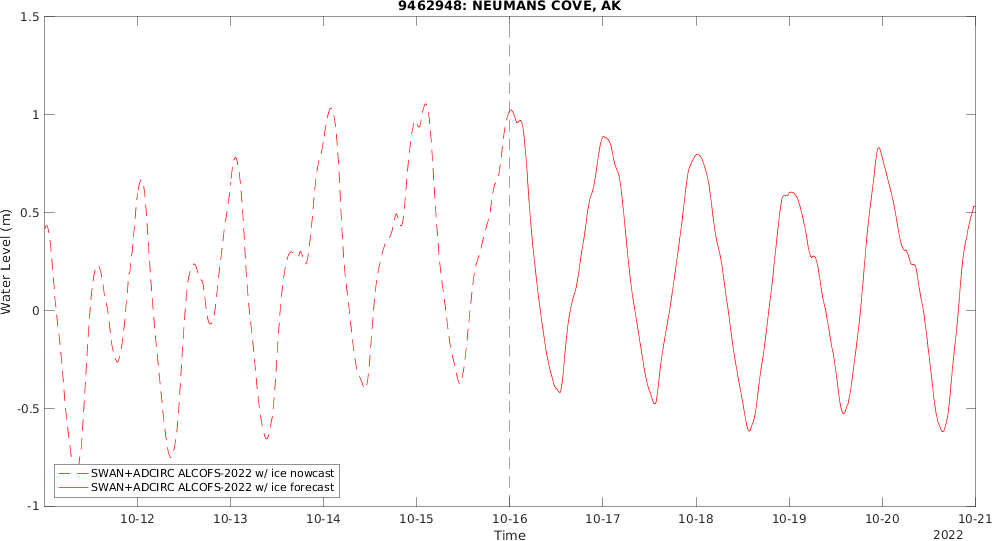 9462948: NEUMANS COVE, AK
Water Level (m)
1.5
1
0.5
0
-0.5
-1
SWAN+ADCIRC ALCOFS-2022 w/ ice nowcast
SWAN+ADCIRC ALCOFS-2022 w/ ice forecast
10-12 10-13 10-14 10-15 10-16 10-17 10-18 10-19 10-20 10-21
Time
2022